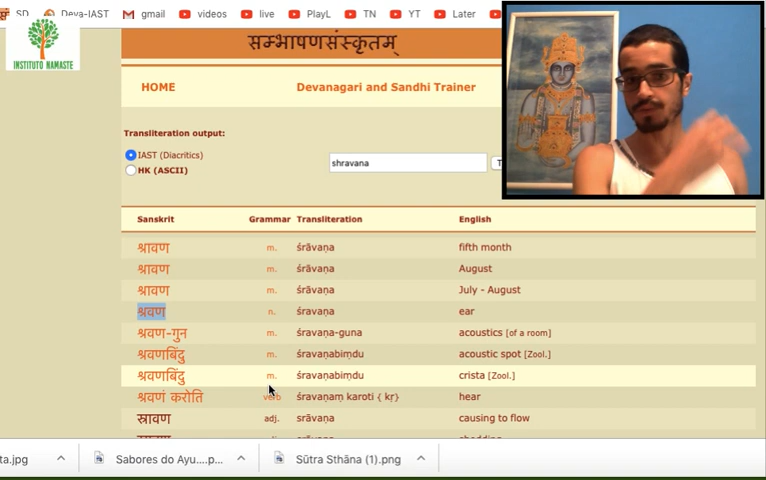 SD Deva-IAST gmail videos live PlayL TN YT Later
INSTITUTO NAMASTE
सम्भाषणसंस्कृतम्
HOME Devanagari and Sandhi Trainer
Transliteration output:
IAST (Diacritics)
HK (ASCII)
shravana
Sanskrit Grammar Transliteration English
श्रावण m. śrāvaṇa fifth month
श्रावण m. śrāvaṇa August
श्रावण m. śrāvaṇa July - August
श्रवण n. śravaṇa ear
श्रवण-गुन m. śravaṇa-guna acoustics [of a room]
श्रवणबिंदु m. śravaṇabiṃdu acoustic spot [Zool.]
श्रवणबिंदु m. śravaṇabiṃdu crista [Zool.]
श्रवणं करोति verb śravaṇaṃ karoti { kṛ} hear
स्रावण adj. srāvaṇa causing to flow
ta.jpg Sabores do Ayu....p... Sūtra Sthāna (1).png